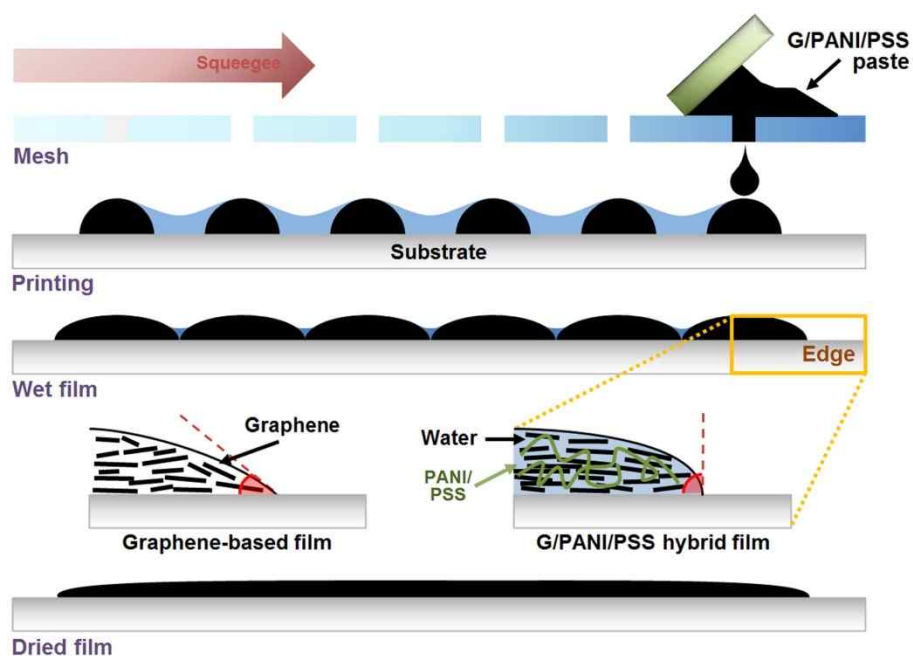 G/PANI/PSS
paste
Squeegee
Mesh
Substrate
Printing
Edge
Wet film
Graphene
Water
PANI/
PSS
Graphene-based film
G/PANI/PSS hybrid film
Dried film